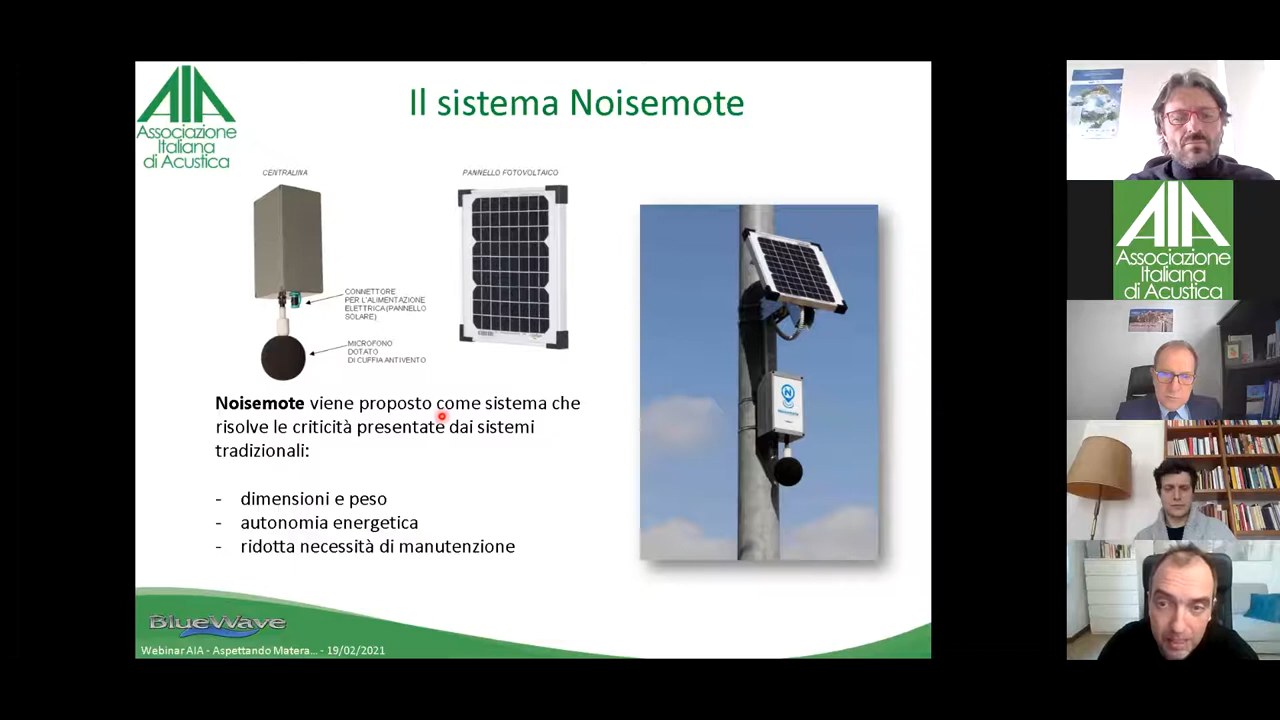 AIA
Associazione
Italiana
di Acustica
Il sistema Noisemote
CENTRALINA
PANNELLO FOTOVOLTAICO
CONNETTORE
PER L'ALIMENTAZIONE
ELETTRICA (PANNELLO
SOLARE)
MICROFONO
DOTATO
DI CUFFIA ANTIVENTO
Noisemote viene proposto come sistema che
risolve le criticità presentate dai sistemi
tradizionali:
- dimensioni e peso
- autonomia energetica
- ridotta necessità di manutenzione
BlueWave
Webinar AIA - Aspettando Matera... - 19/02/2021
AIA
Associazione
Italiana
di Acustica